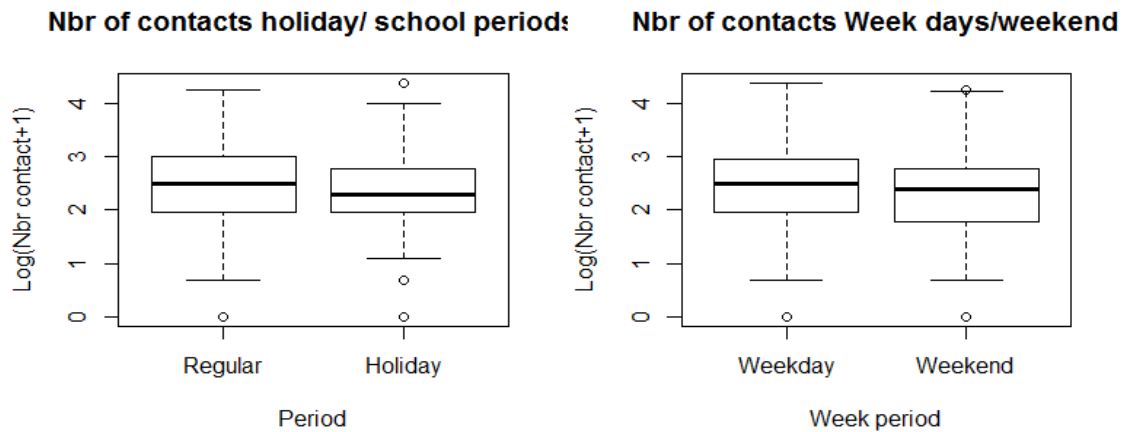 Nbr of contacts holiday/ school periods
Log(Nbr contact+1)
4
3
2
1
0
Regular
Holiday
Period
Nbr of contacts Week days/weekend
Log(Nbr contact+1)
4
3
2
1
0
Weekday
Weekend
Week period